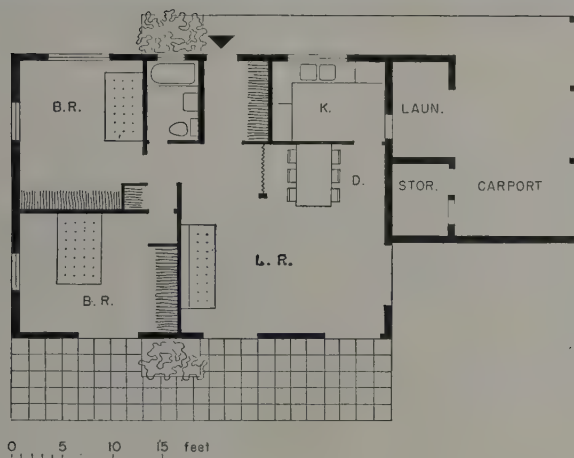 B.R.
K.
LAUN.
D.
STOR.
CARPORT
L.R.
B.R.
0 5 10 15 feet